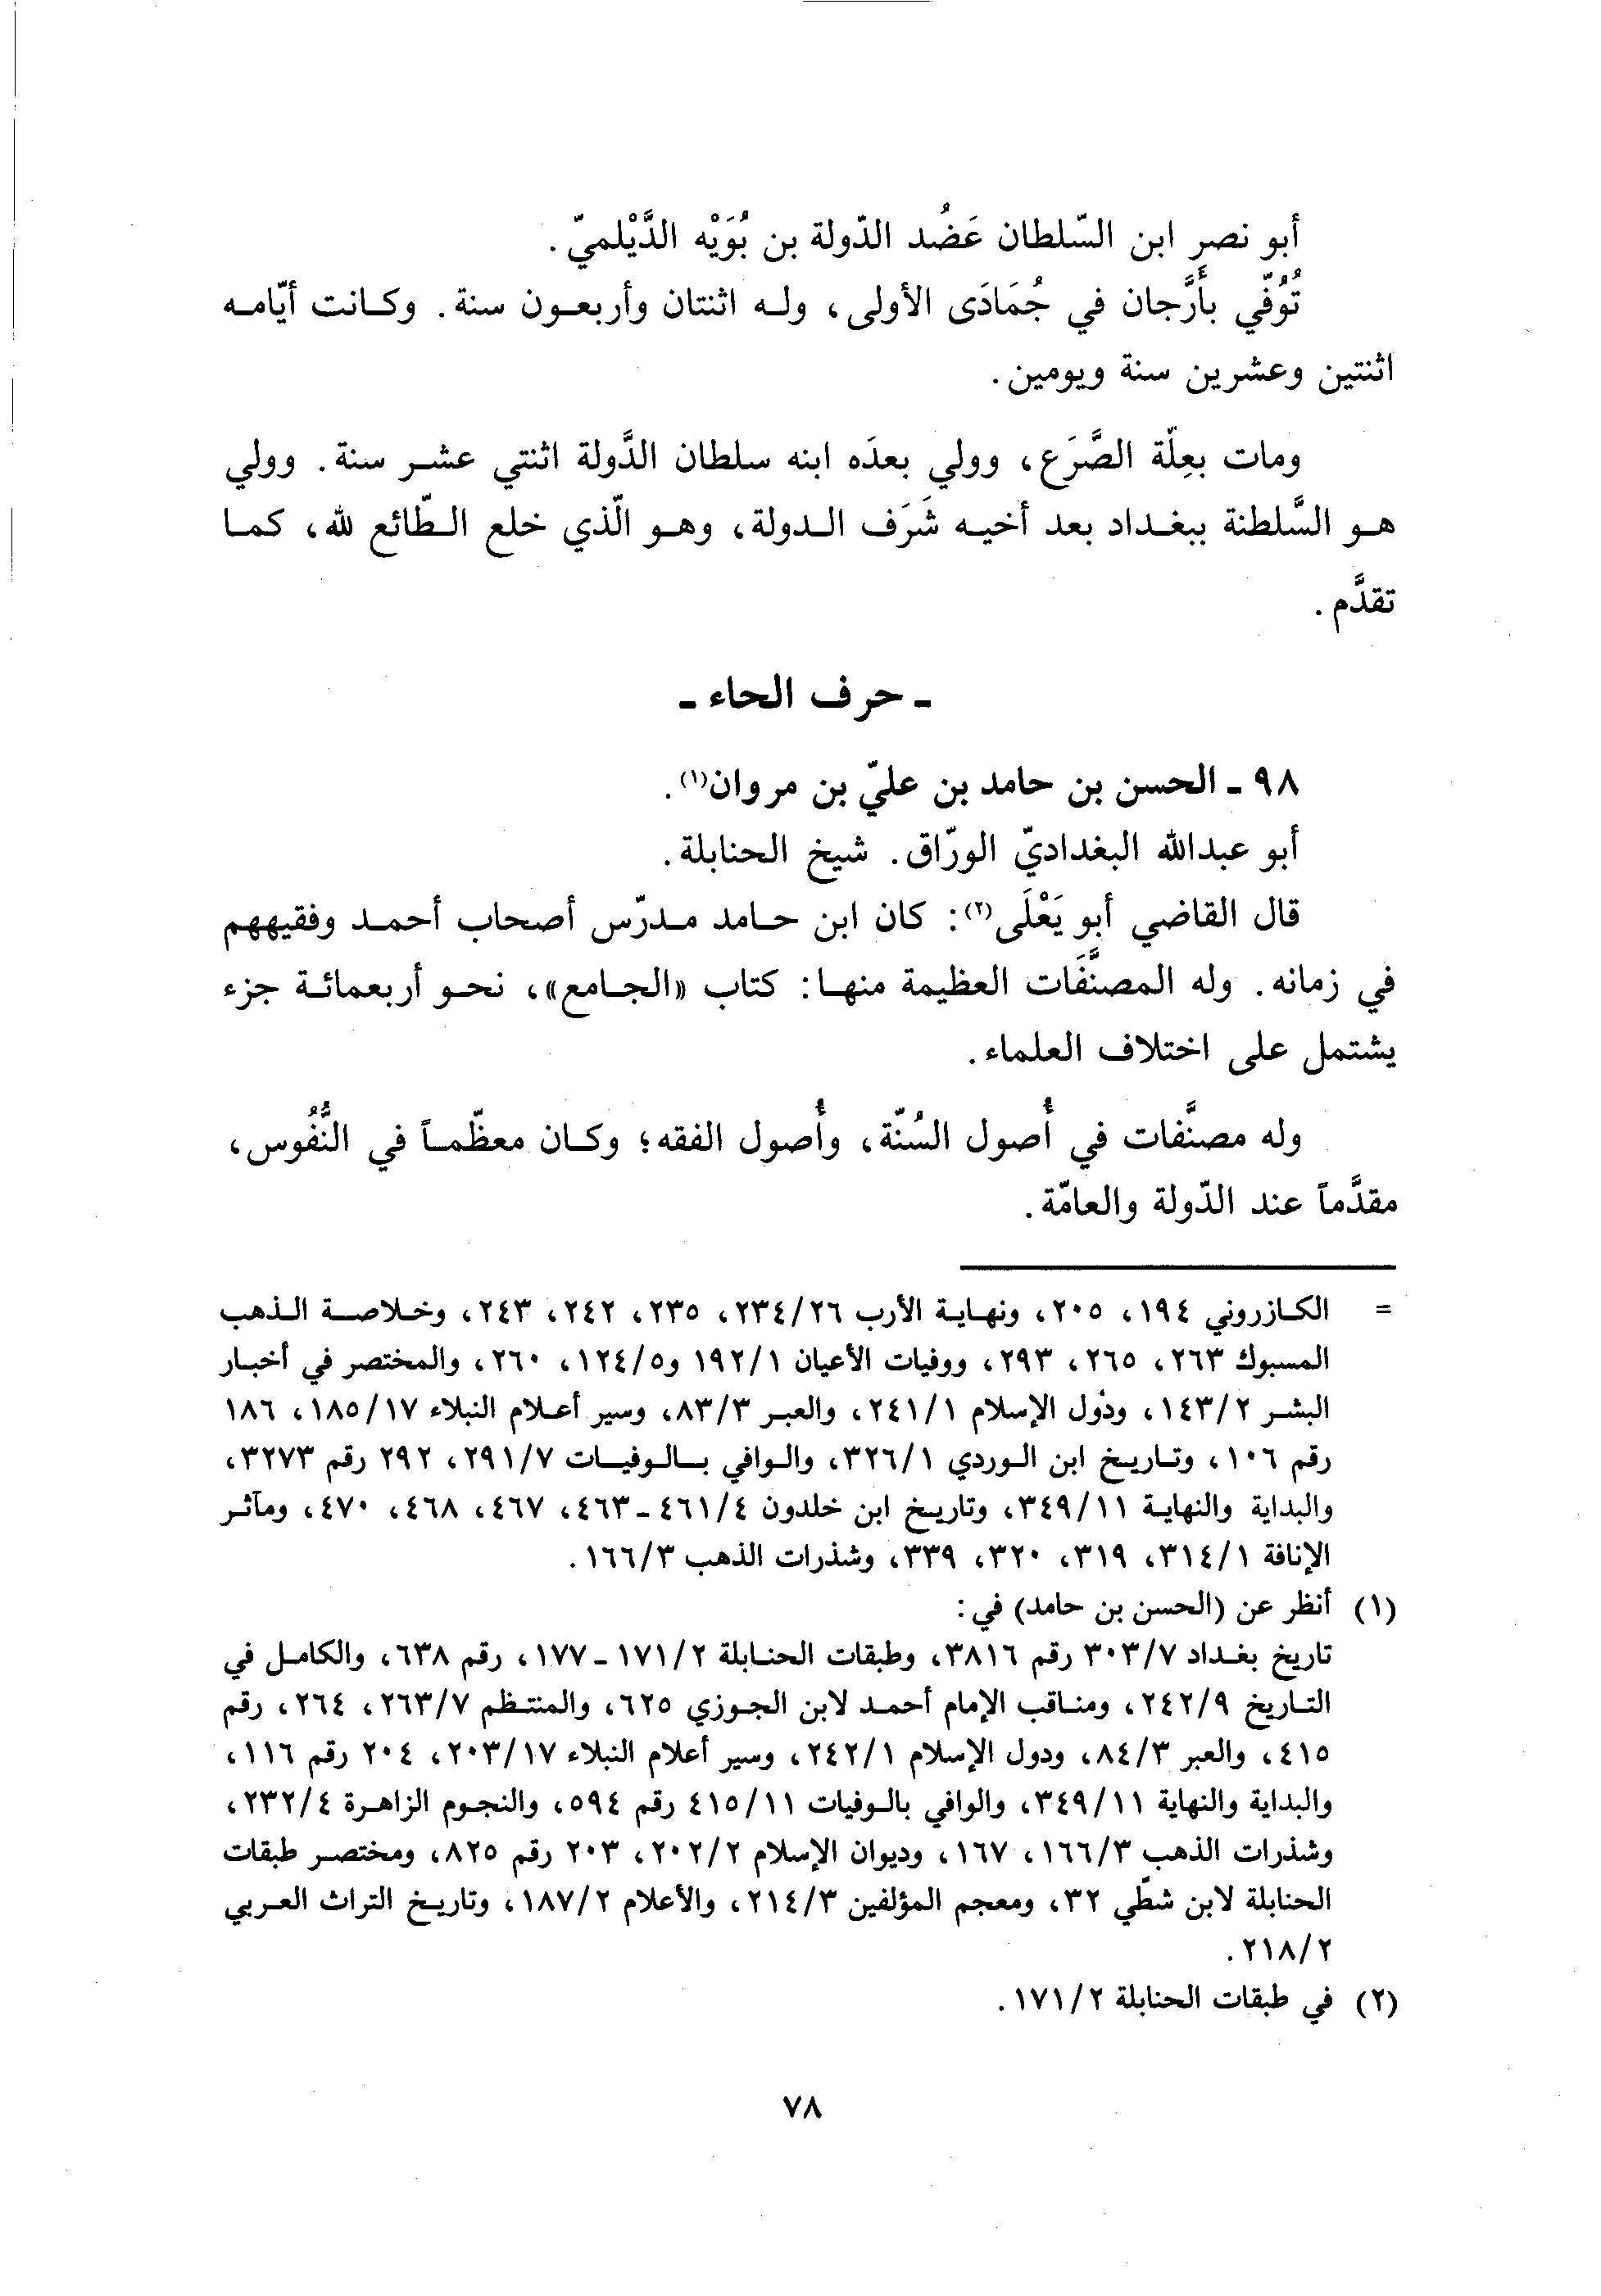 أبو نصر ابن السّلطان عَضُد الدّولة بن بُوَيْه الدَّيْلميّ.
تُوُفّي بأَرَّجان في جُمَادَى الأولى، وله اثنتان وأربعون سنة. وكانت أيّامه
اثنتين وعشرين سنة ويومين.
ومات بعِلّة الصَّرَع، وولي بعدَه ابنه سلطان الدَّولة اثنتي عشر سنة. وولي
هو السَّلطنة ببغداد بعد أخيه شَرَف الدولة، وهو الّذي خلع الطّائع لله، كما
تقدَّم.
ـ حرف الحاء ـ
٩٨ ـ الحسن بن حامد بن عليّ بن مروان(١).
أبو عبدالله البغداديّ الورّاق. شيخ الحنابلة.
قال القاضي أبو يَعْلَى(٢): كان ابن حامد مدرّس أصحاب أحمد وفقيههم
في زمانه. وله المصنَّفَات العظيمة منها: كتاب «الجامع»، نحو أربعمائة جزء
يشتمل على اختلاف العلماء.
وله مصنَّفات في أُصول السُنّة، وأُصول الفقه؛ وكان معظّماً في النُّفُوس،
مقدَّماً عند الدّولة والعامّة.
= الكازروني ١٩٤، ٢٠٥، ونهاية الأرب ٢٣٤/٢٦، ٢٣٥، ٢٤٢، ٢٤٣، وخلاصة الذهب
المسبوك ٢٦٣، ٢٦٥، ٢٩٣، ووفيات الأعيان ١٩٢/١ و١٢٤/٥، ٢٦٠، والمختصر في أخبار
البشر ١٤٣/٢، ودُول الإسلام ٢٤١/١، والعبر ٨٣/٣، وسير أعلام النبلاء ١٨٥/١٧، ١٨٦
رقم ١٠٦، وتاريخ ابن الوردي ٣٢٦/١، والوافي بالوفيات ٢٩١/٧، ٢٩٢ رقم ٣٢٧٣،
والبداية والنهاية ٣٤٩/١١، وتاريخ ابن خلدون ٤٦١/٤ ـ ٤٦٣، ٤٦٧، ٤٦٨، ٤٧٠، ومآثر
الإنافة ٣١٤/١، ٣١٩، ٣٢٠، ٣٣٩، وشذرات الذهب ١٦٦/٣.
(١) أنظر عن (الحسن بن حامد) في:
تاريخ بغداد ٣٠٣/٧ رقم ٣٨١٦، وطبقات الحنابلة ١٧١/٢ ـ ١٧٧، رقم ٦٣٨، والكامل في
التاريخ ٢٤٢/٩، ومناقب الإمام أحمد لابن الجوزي ٦٢٥، والمنتظم ٢٦٣/٧، ٢٦٤، رقم
٤١٥، والعبر ٨٤/٣، ودول الإسلام ٢٤٢/١، وسير أعلام النبلاء ٢٠٣/١٧، ٢٠٤ رقم ١١٦،
والبداية والنهاية ٣٤٩/١١، والوافي بالوفيات ٤١٥/١١ رقم ٥٩٤، والنجوم الزاهرة ٢٣٢/٤،
وشذرات الذهب ١٦٦/٣، ١٦٧، وديوان الإسلام ٢٠٢/٢، ٢٠٣ رقم ٨٢٥، ومختصر طبقات
الحنابلة لابن شطّي ٣٢، ومعجم المؤلفين ٢١٤/٣، والأعلام ١٨٧/٢، وتاريخ التراث العربي
٢١٨/٢.
(٢) في طبقات الحنابلة ١٧١/٢.
٧٨